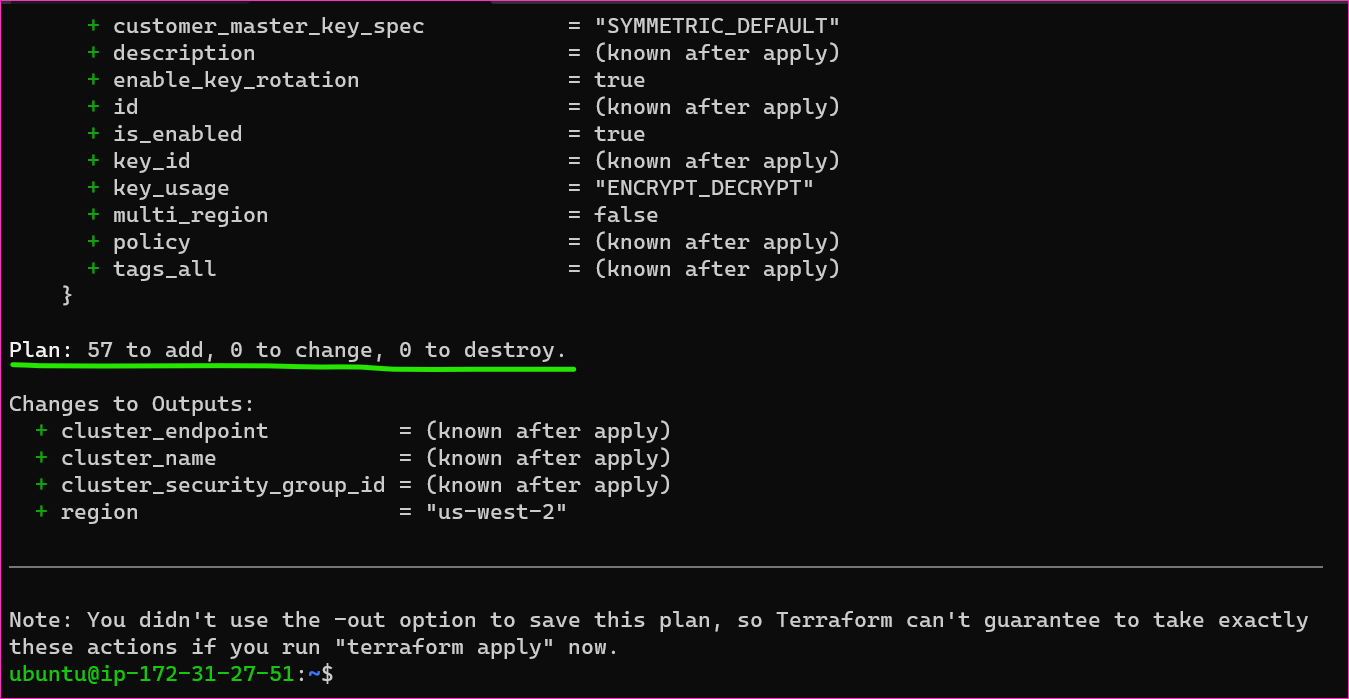 + customer_master_key_spec = "SYMMETRIC_DEFAULT"
+ description = (known after apply)
+ enable_key_rotation = true
+ id = (known after apply)
+ is_enabled = true
+ key_id = (known after apply)
+ key_usage = "ENCRYPT_DECRYPT"
+ multi_region = false
+ policy = (known after apply)
+ tags_all = (known after apply)
}
Plan: 57 to add, 0 to change, 0 to destroy.
Changes to Outputs:
+ cluster_endpoint = (known after apply)
+ cluster_name = (known after apply)
+ cluster_security_group_id = (known after apply)
+ region = "us-west-2"
Note: You didn't use the -out option to save this plan, so Terraform can't guarantee to take exactly
these actions if you run "terraform apply" now.
ubuntu@ip-172-31-27-51:~$